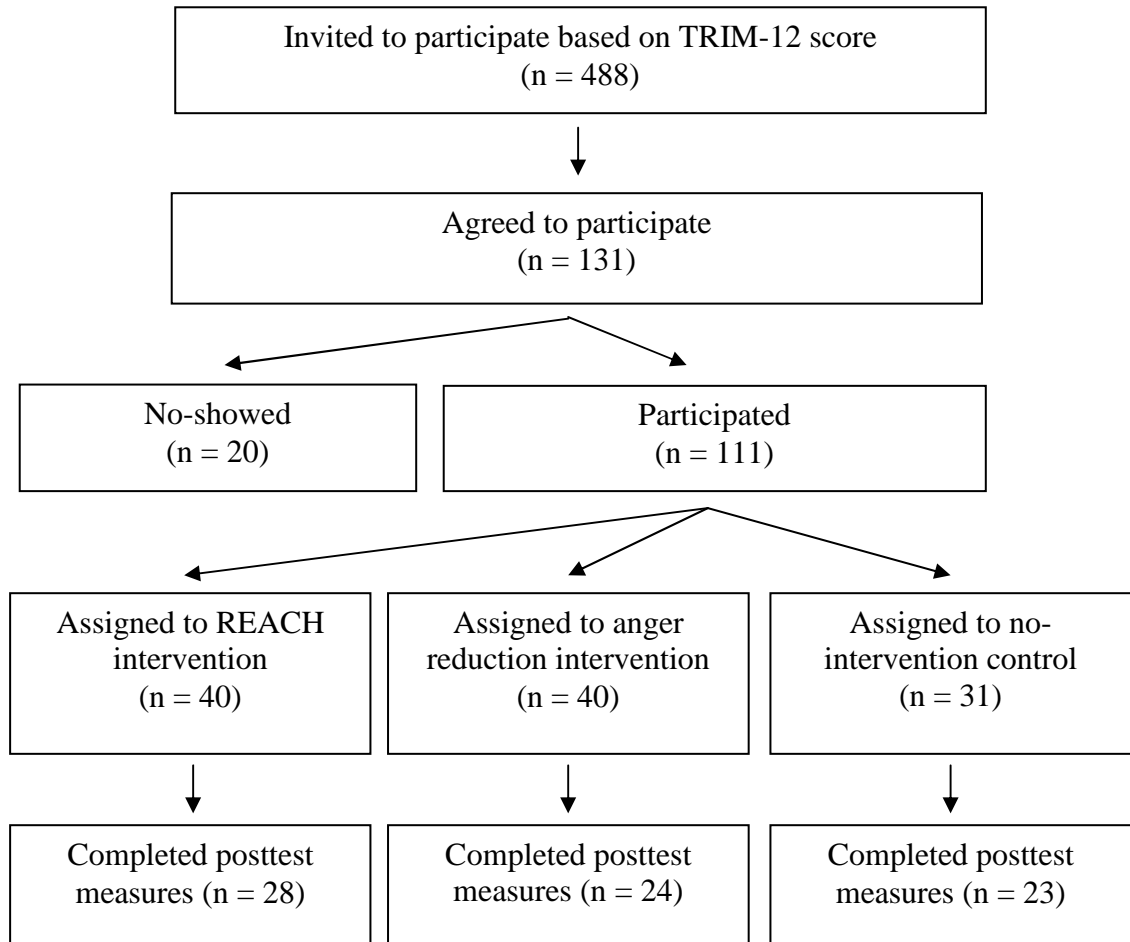 Invited to participate based on TRIM-12 score
(n = 488)
Agreed to participate
(n = 131)
No-showed
(n = 20)
Participated
(n = 111)
Assigned to REACH
intervention
(n = 40)
Assigned to anger
reduction intervention
(n = 40)
Assigned to no-
intervention control
(n = 31)
Completed posttest
measures (n = 28)
Completed posttest
measures (n = 24)
Completed posttest
measures (n = 23)